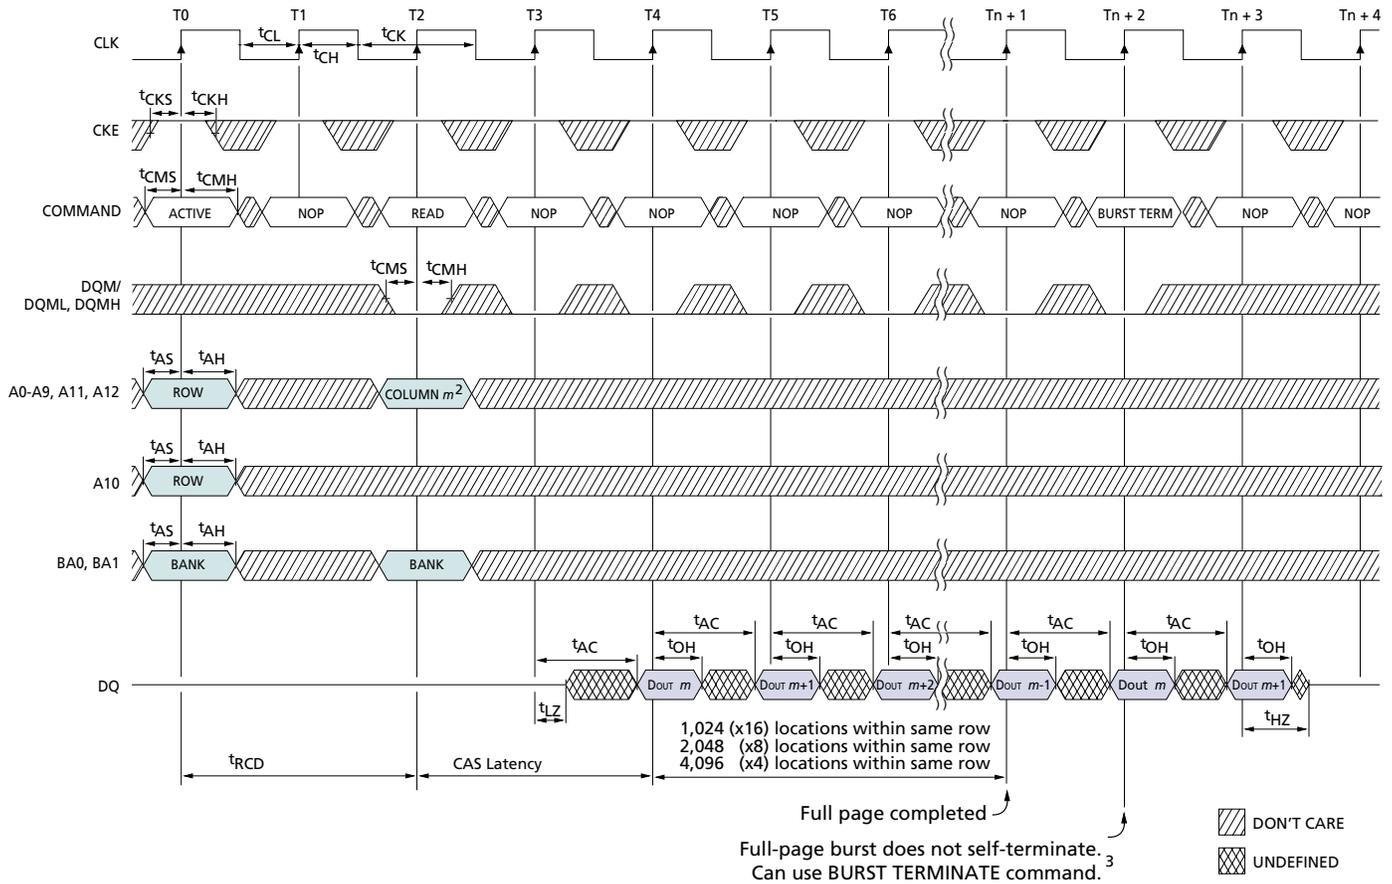 T0 T1 T2 T3 T4 T5 T6 Tn + 1 Tn + 2 Tn + 3 Tn + 4
CLK
tCL tCK
tCH
tCKS tCKH
CKE
tCMS tCMH
COMMAND ACTIVE NOP READ NOP NOP NOP NOP NOP BURST TERM NOP NOP
tCMS tCMH
DQM/
DQML, DQMH
tAS tAH
A0-A9, A11, A12 ROW COLUMN m2
tAS tAH
A10 ROW
tAS tAH
BA0, BA1 BANK BANK
tAC tAC tAC tAC tAC
tAC tOH tOH tOH tOH tOH tOH
DQ DOUT m DOUT m+1 DOUT m+2 DOUT m-1 Dout m DOUT m+1
tLZ tHZ
1,024 (x16) locations within same row
2,048 (x8) locations within same row
4,096 (x4) locations within same row
tRCD CAS Latency
Full page completed
Full-page burst does not self-terminate.
Can use BURST TERMINATE command. 3
DON'T CARE
UNDEFINED